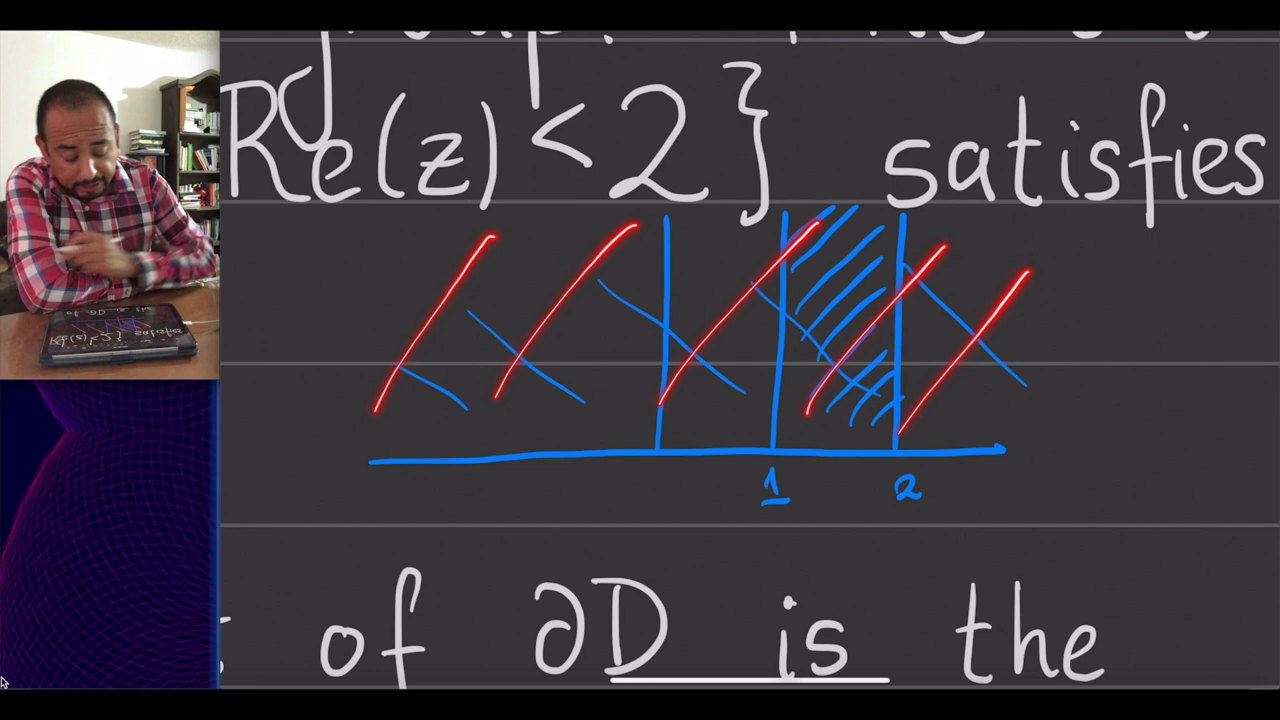 Re(z) < 2} satisfies
1 2
of ∂D is the